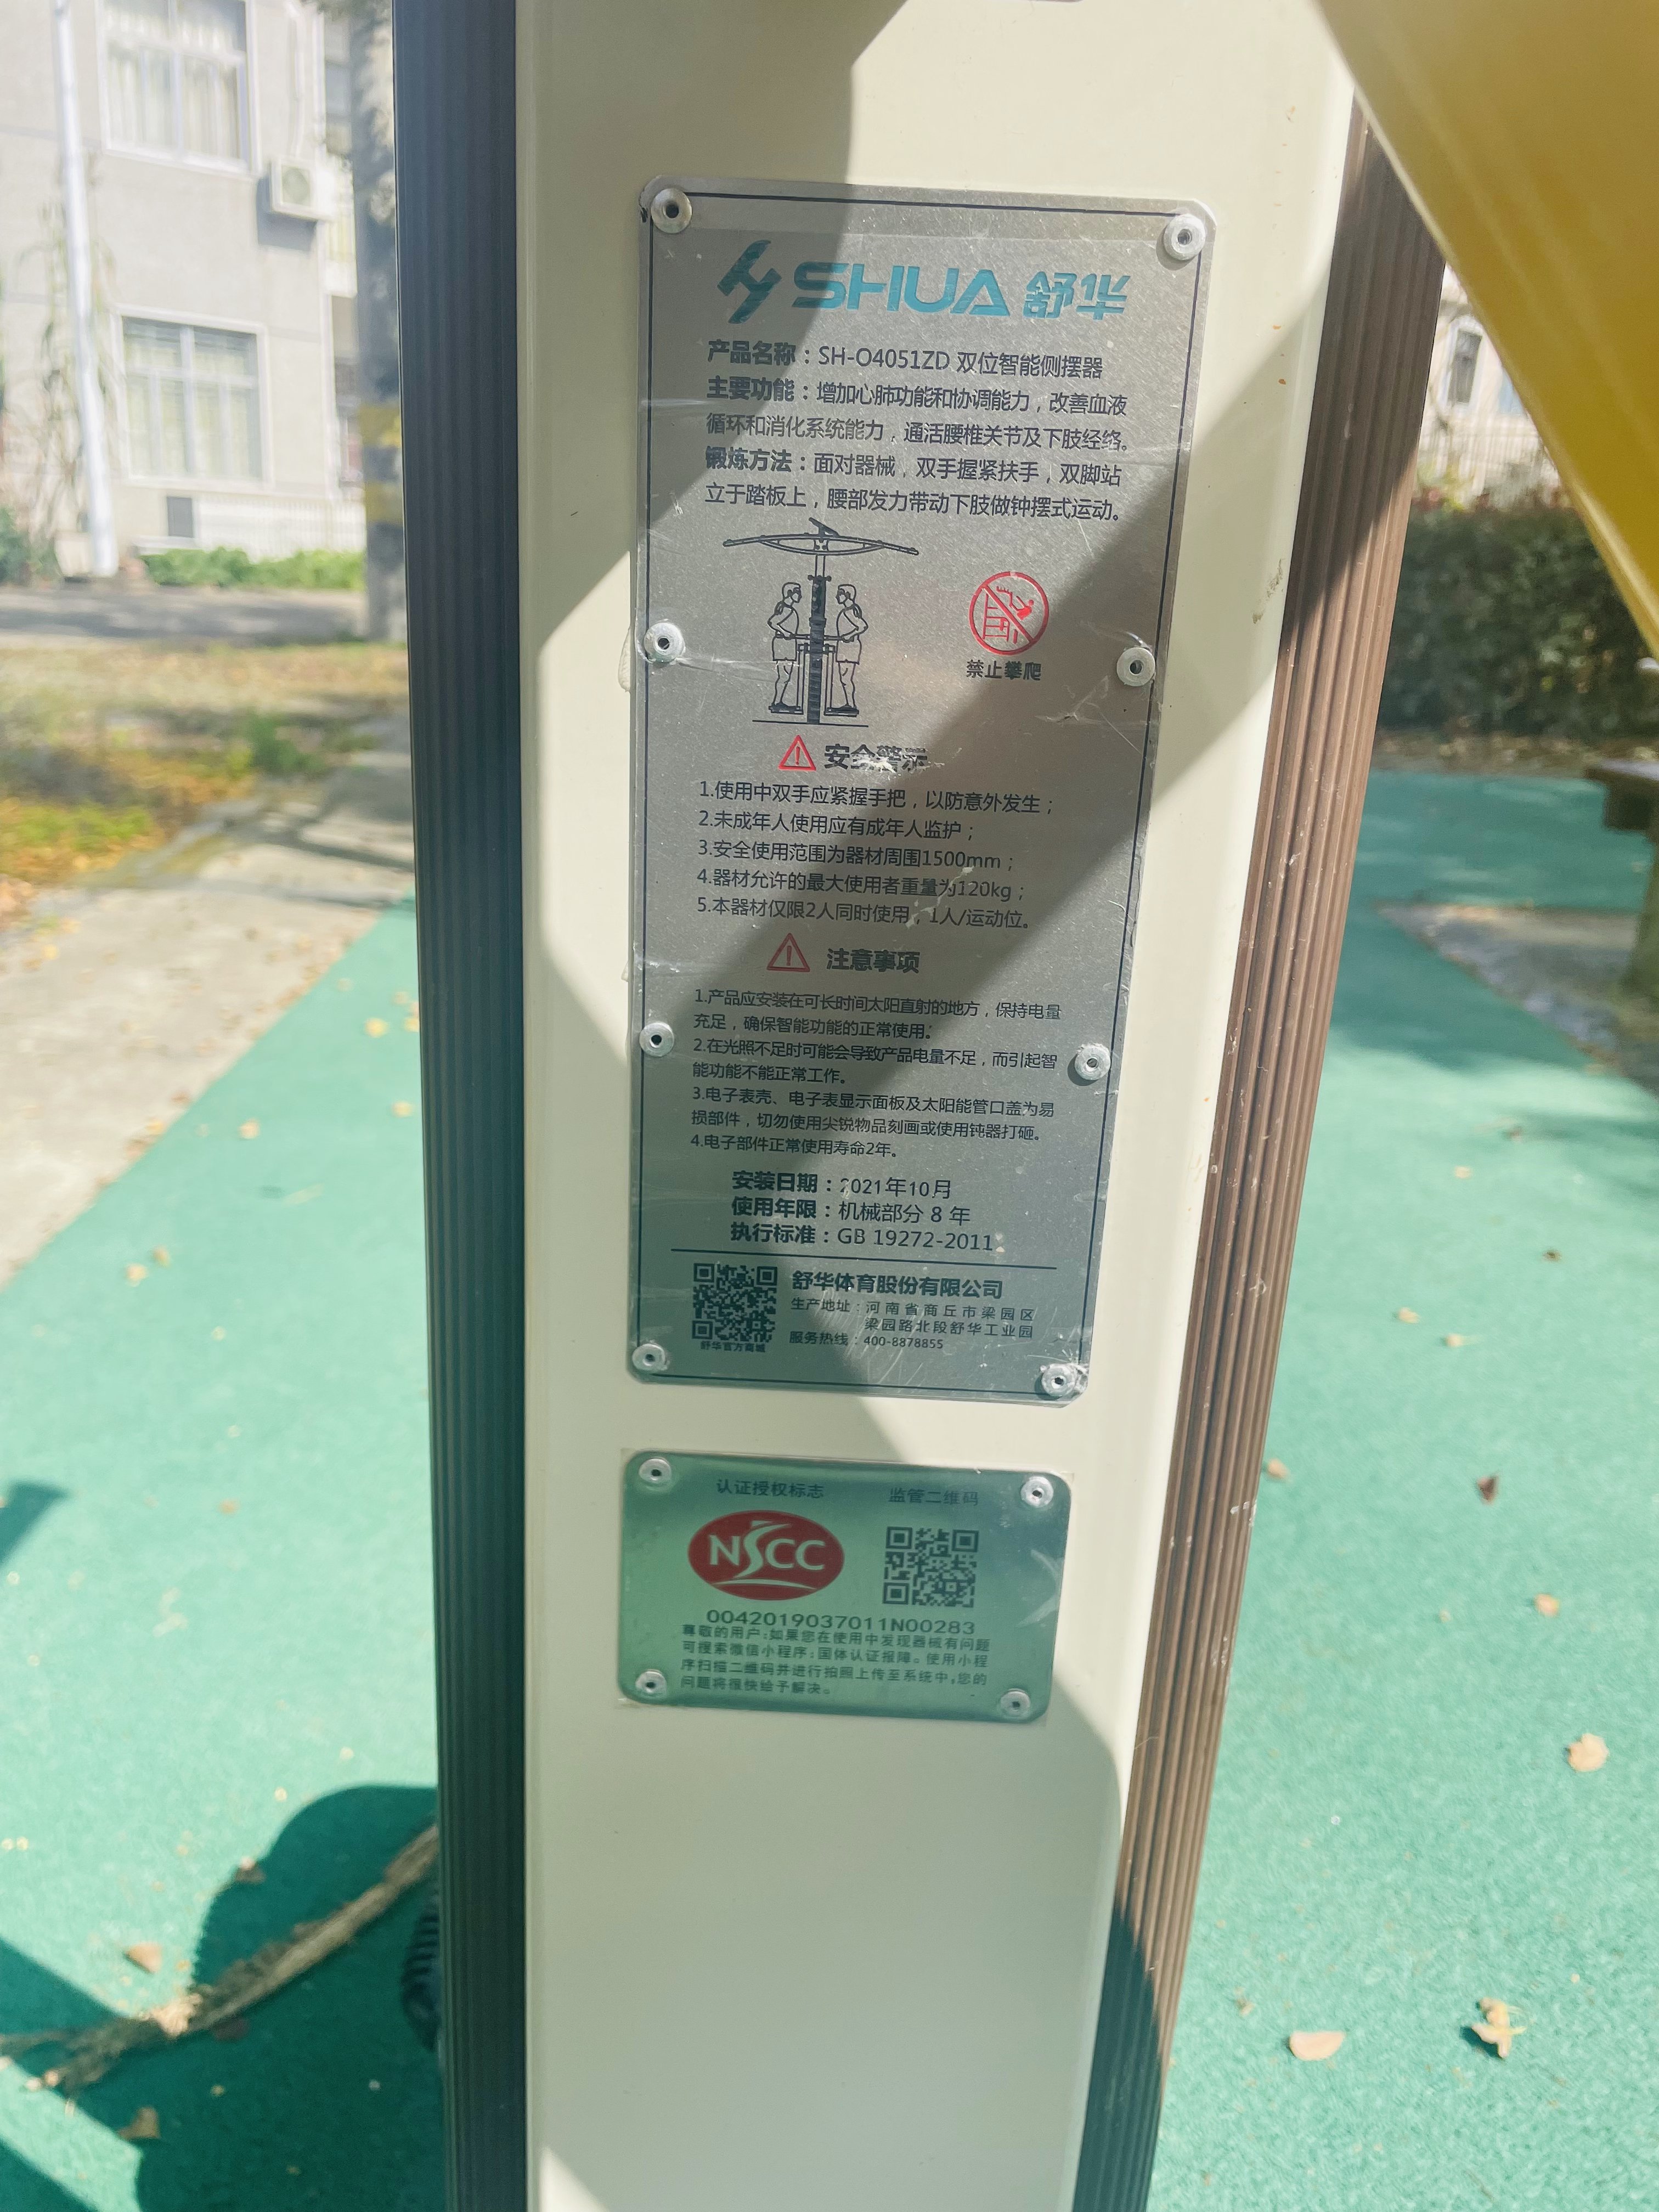 SHUA 舒华
产品名称：SH-O4051ZD 双位智能侧摆器
主要功能：增加心肺功能和协调能力，改善血液
循环和消化系统能力，通活腰椎关节及下肢经络。
锻炼方法：面对器械，双手握紧扶手，双脚站
立于踏板上，腰部发力带动下肢做钟摆式运动。
禁止攀爬
安全警示
1.使用中双手应紧握手把，以防意外发生；
2.未成年人使用应有成年人监护；
3.安全使用范围为器材周围1500mm；
4.器材允许的最大使用者重量为120kg；
5.本器材仅限2人同时使用，1人/运动位。
注意事项
1.产品应安装在可长时间太阳直射的地方，保持电量
充足，确保智能功能的正常使用；
2.在光照不足时可能会导致产品电量不足，而引起智
能功能不能正常工作。
3.电子表壳、电子表显示面板及太阳能管口盖为易
损部件，切勿使用尖锐物品刻画或使用钝器打砸。
4.电子部件正常使用寿命2年。
安装日期：2021年10月
使用年限：机械部分 8 年
执行标准：GB 19272-2011
舒华体育股份有限公司
生产地址：河南省商丘市梁园区
梁园路北段舒华工业园
服务热线：400-8878855
舒华官方商城
认证授权标志 监管二维码
NSCC
0042019037011N00283
尊敬的用户：如果您在使用中发现器械有问题
可搜索微信小程序：国体认证报障。使用小程
序扫描二维码并进行拍照上传至系统中，您的
问题将很快给予解决。